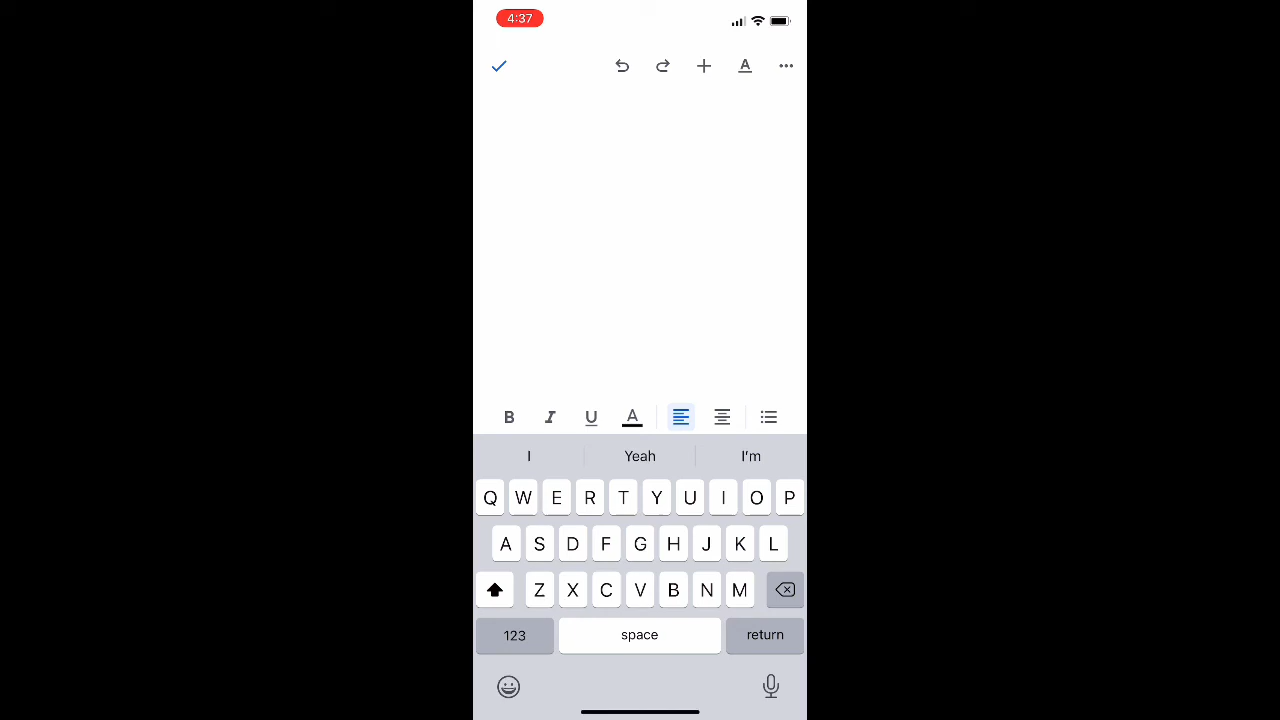 4:37
A
B I U A
I Yeah I'm
Q W E R T Y U I O P
A S D F G H J K L
Z X C V B N M
123 space return